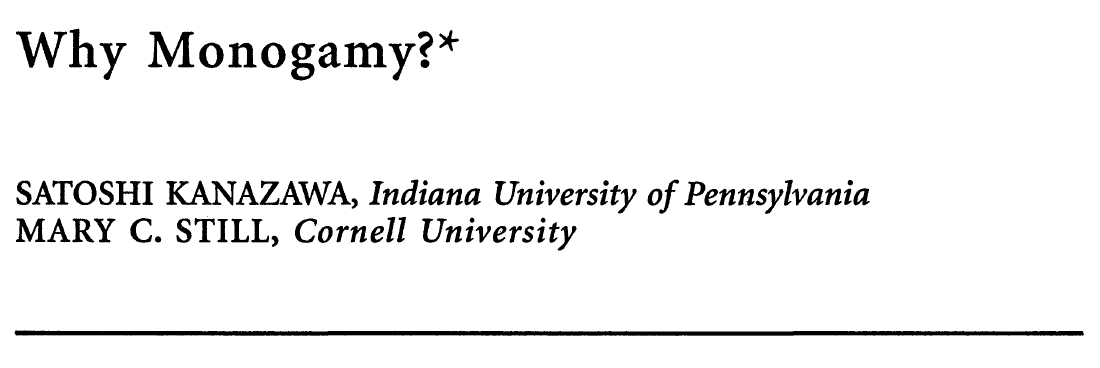 Why Monogamy?*
SATOSHI KANAZAWA, Indiana University of Pennsylvania
MARY C. STILL, Cornell University